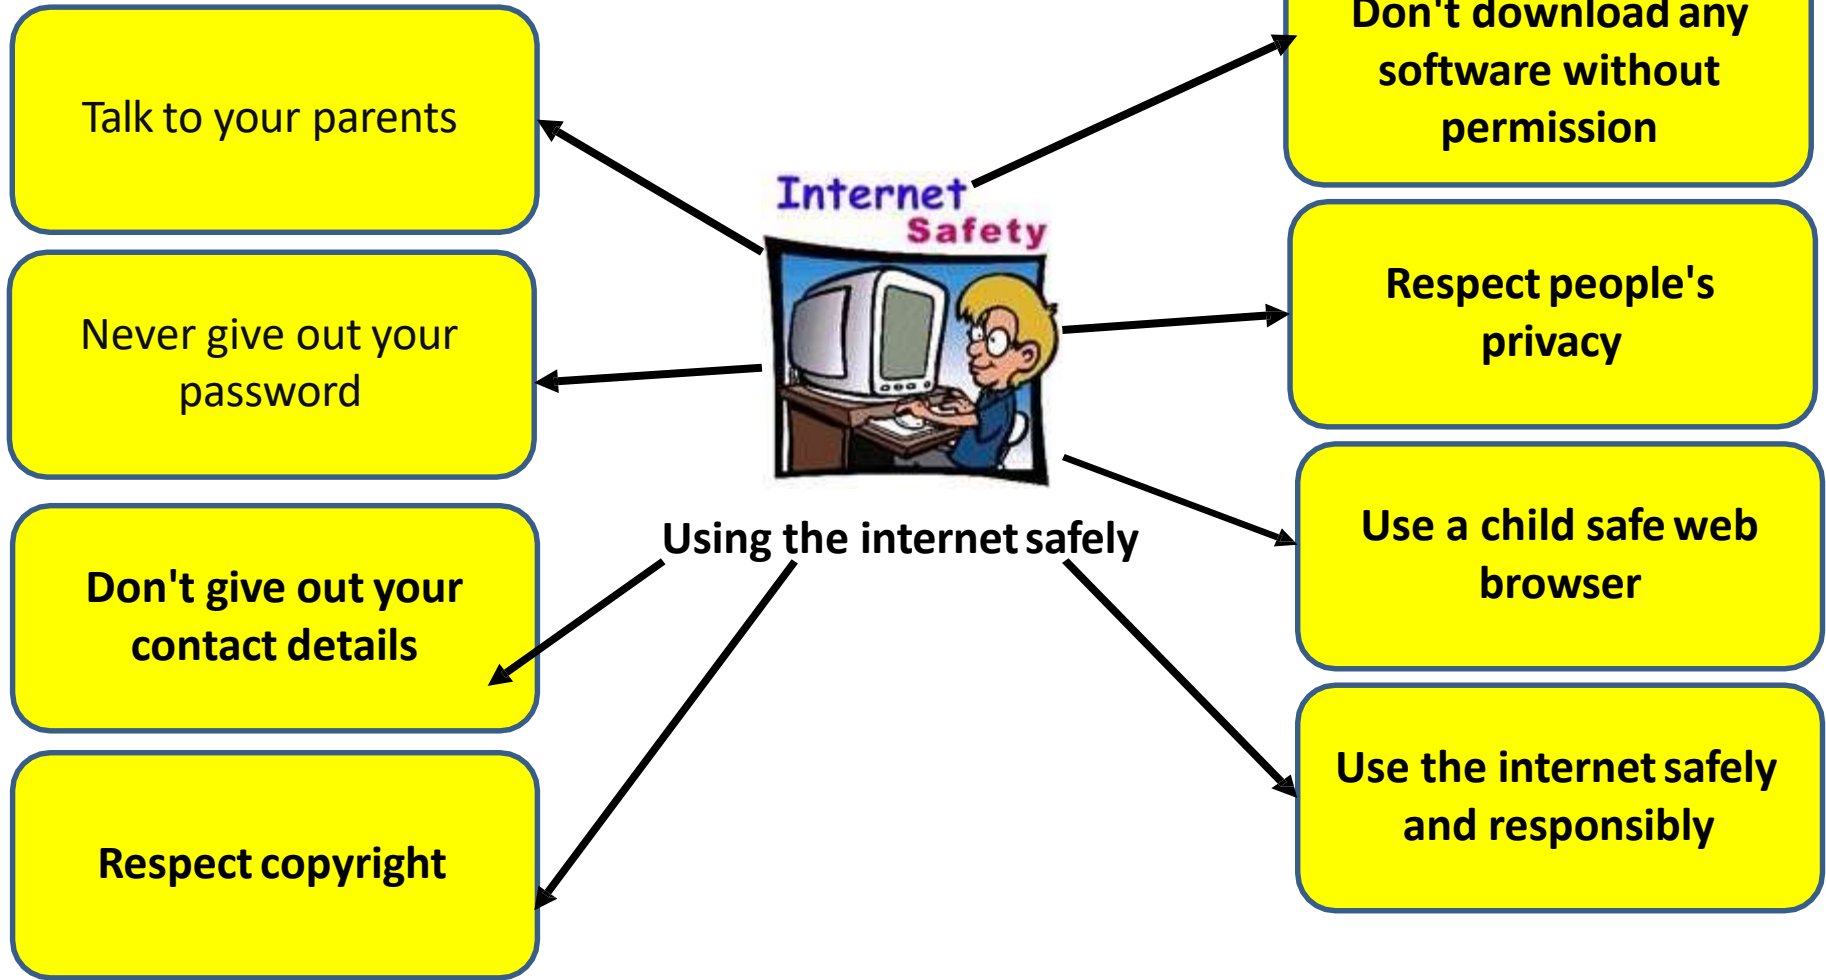 Talk to your parents
Never give out your
password
Don't give out your
contact details
Respect copyright
Internet
Safety
Using the internet safely
Don't download any
software without
permission
Respect people's
privacy
Use a child safe web
browser
Use the internet safely
and responsibly